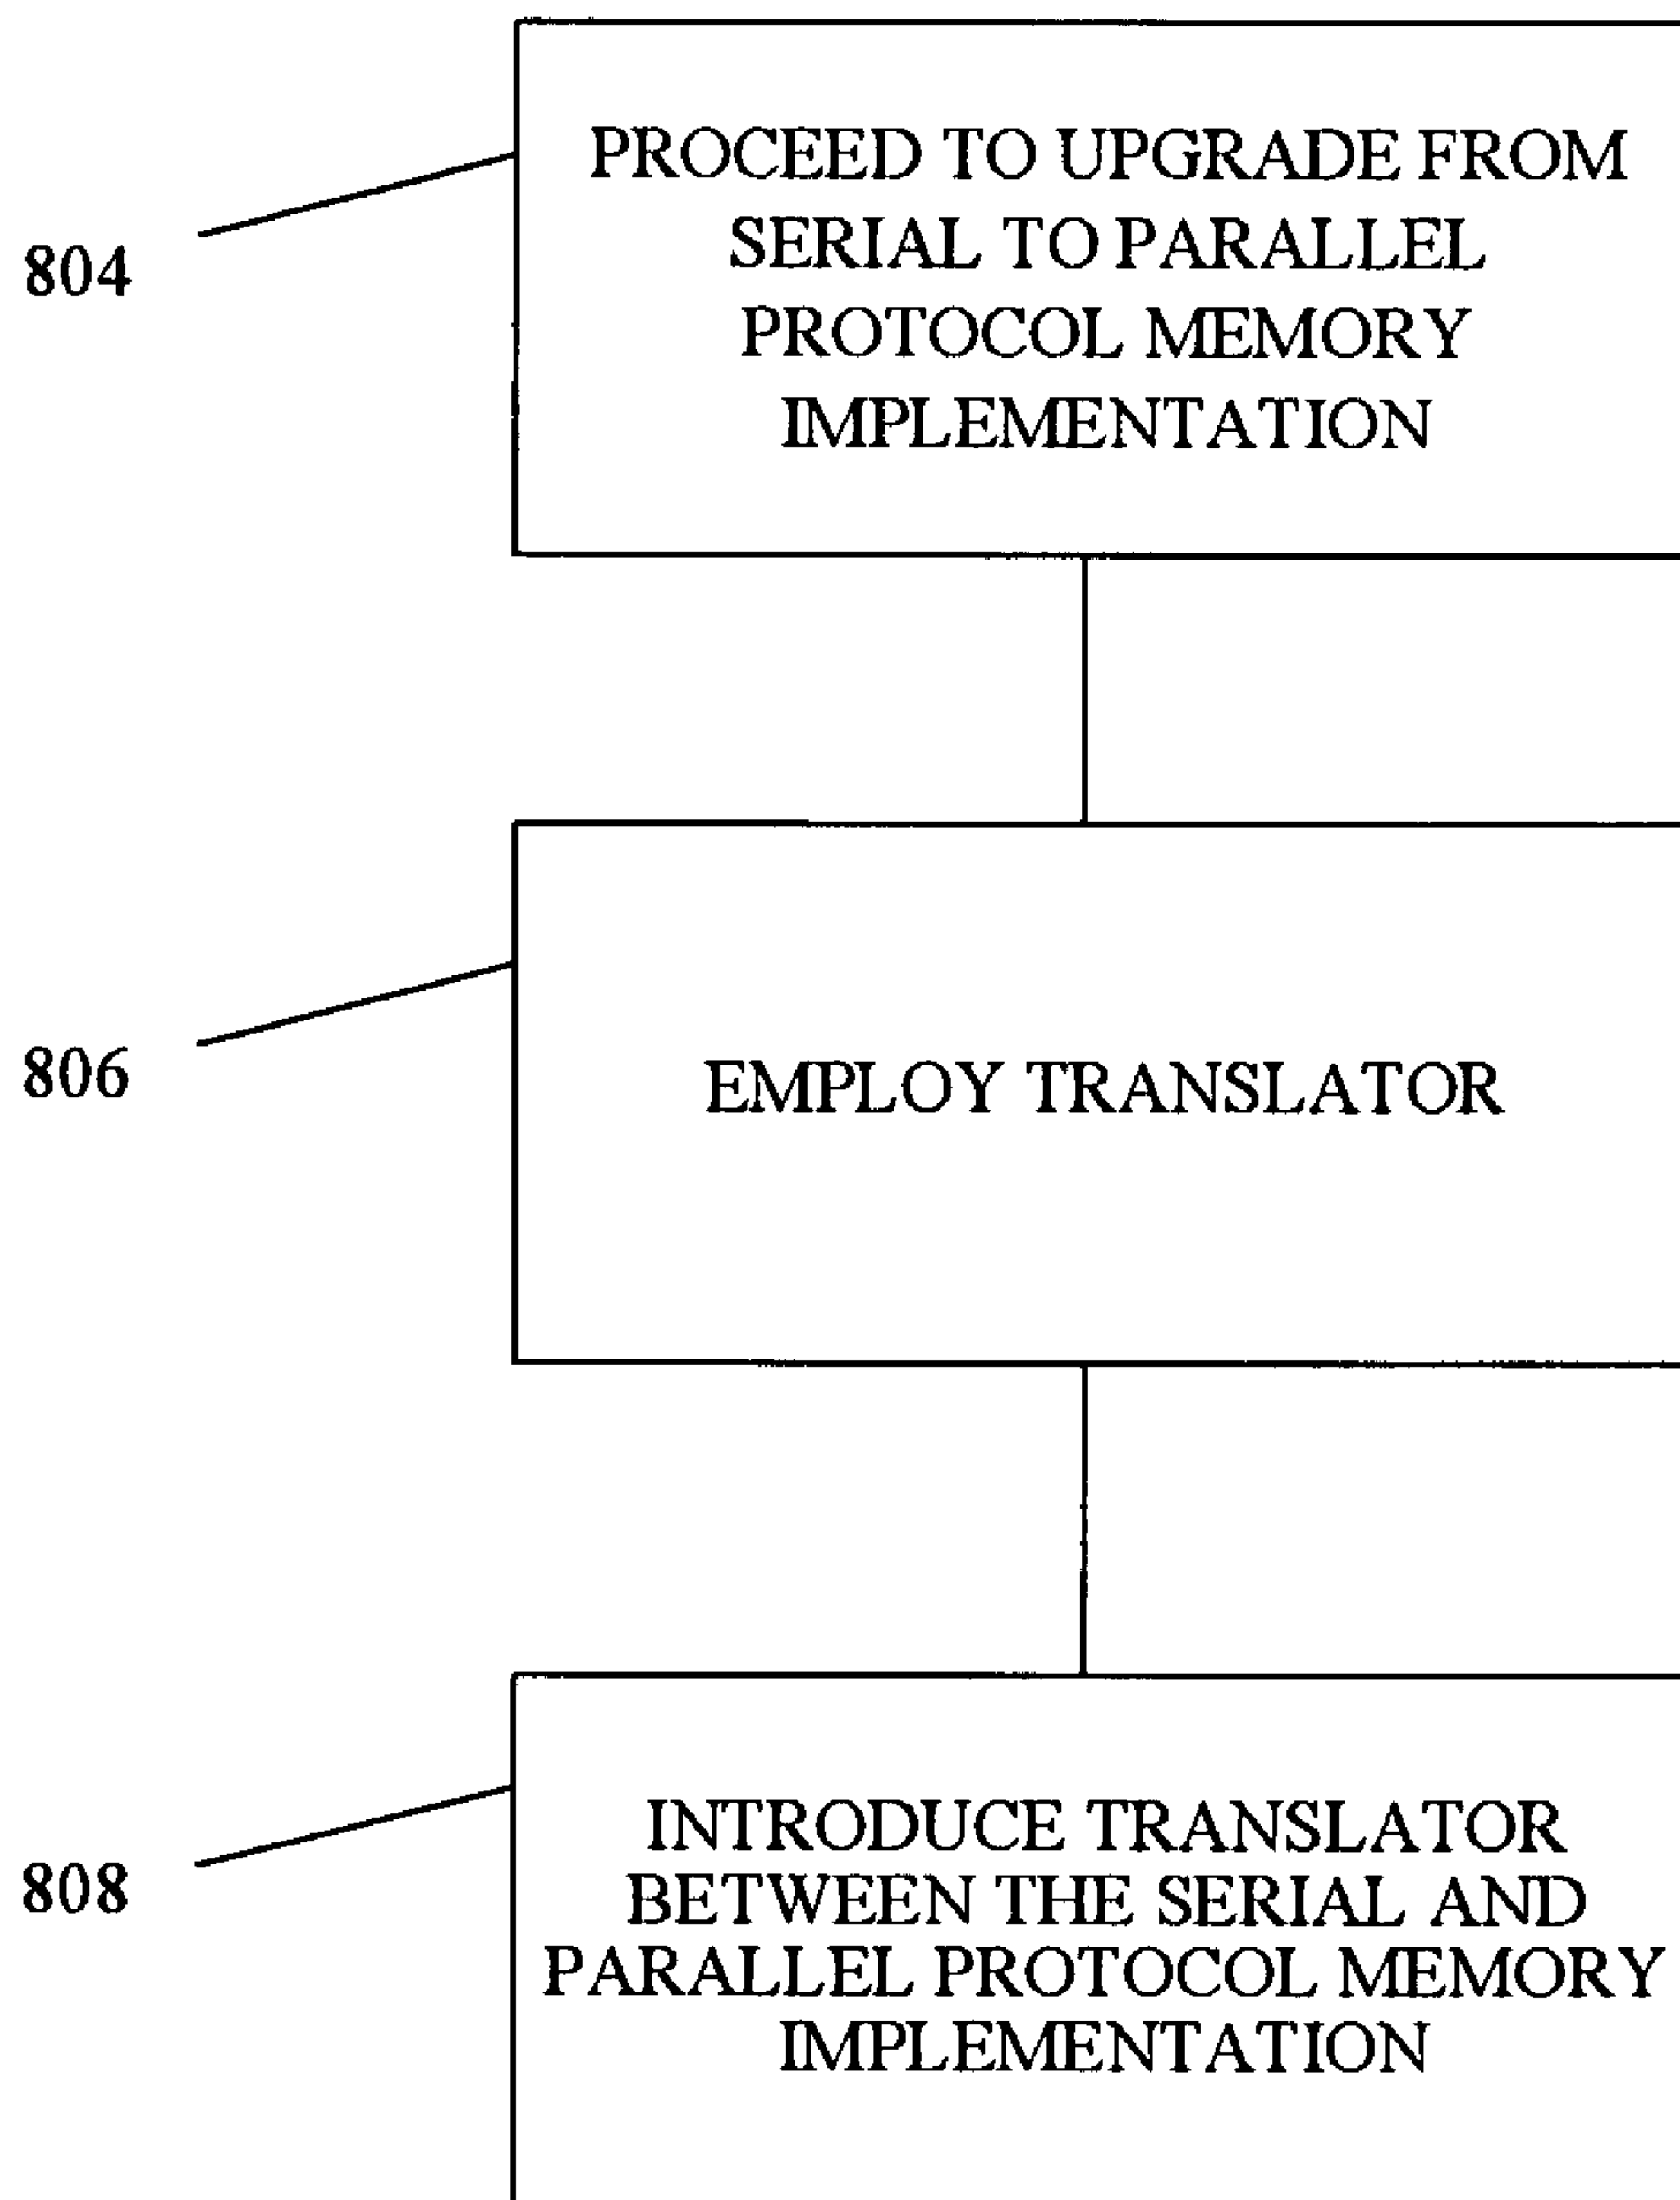 804
PROCEED TO UPGRADE FROM
SERIAL TO PARALLEL
PROTOCOL MEMORY
IMPLEMENTATION
806
EMPLOY TRANSLATOR
808
INTRODUCE TRANSLATOR
BETWEEN THE SERIAL AND
PARALLEL PROTOCOL MEMORY
IMPLEMENTATION